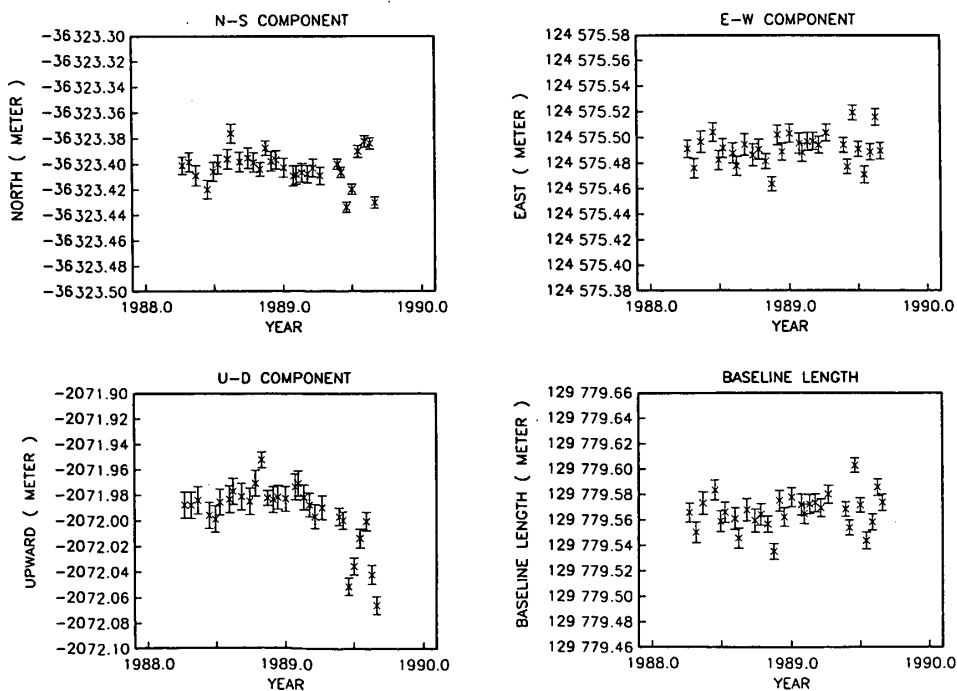 N-S COMPONENT
-36 323.30
-36 323.32
-36 323.34
-36 323.36
-36 323.38
-36 323.40
-36 323.42
-36 323.44
-36 323.46
-36 323.48
-36 323.50
NORTH ( METER )
1988.0 1989.0 1990.0
YEAR
E-W COMPONENT
124 575.58
124 575.56
124 575.54
124 575.52
124 575.50
124 575.48
124 575.46
124 575.44
124 575.42
124 575.40
124 575.38
EAST ( METER )
1988.0 1989.0 1990.0
YEAR
U-D COMPONENT
-2071.90
-2071.92
-2071.94
-2071.96
-2071.98
-2072.00
-2072.02
-2072.04
-2072.06
-2072.08
-2072.10
UPWARD ( METER )
1988.0 1989.0 1990.0
YEAR
BASELINE LENGTH
129 779.66
129 779.64
129 779.62
129 779.60
129 779.58
129 779.56
129 779.54
129 779.52
129 779.50
129 779.48
129 779.46
BASELINE LENGTH ( METER )
1988.0 1989.0 1990.0
YEAR